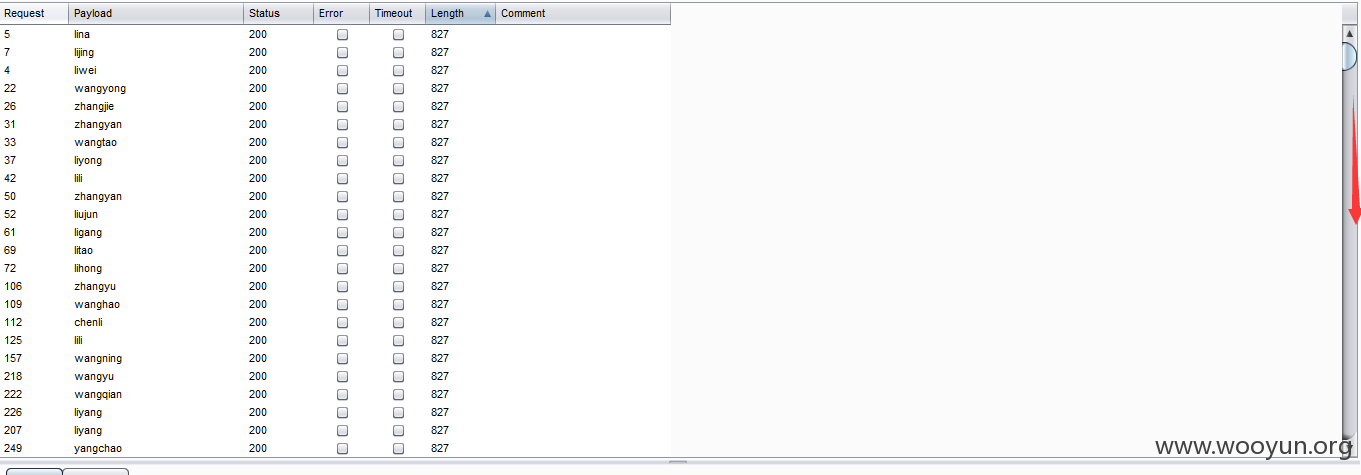 Request Payload Status Error Timeout Length Comment
5 lina 200 827
7 lijing 200 827
4 liwei 200 827
22 wangyong 200 827
26 zhangjie 200 827
31 zhangyan 200 827
33 wangtao 200 827
37 liyong 200 827
42 lili 200 827
50 zhangyan 200 827
52 liujun 200 827
61 ligang 200 827
69 litao 200 827
72 lihong 200 827
106 zhangyu 200 827
109 wanghao 200 827
112 chenli 200 827
125 lili 200 827
157 wangning 200 827
218 wangyu 200 827
222 wangqian 200 827
226 liyang 200 827
207 liyang 200 827
249 yangchao 200 827
www.wooyun.org